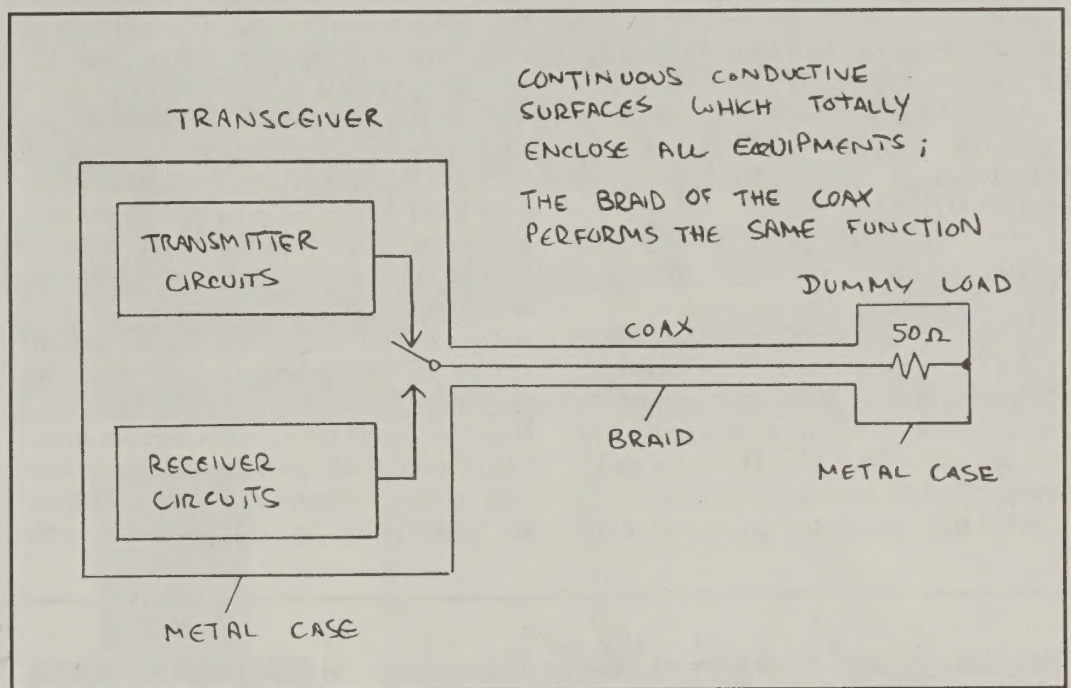 CONTINUOUS CONDUCTIVE
SURFACES WHICH TOTALLY
ENCLOSE ALL EQUIPMENTS;
THE BRAID OF THE COAX
PERFORMS THE SAME FUNCTION
TRANSCEIVER
TRANSMITTER
CIRCUITS
RECEIVER
CIRCUITS
METAL CASE
COAX
BRAID
DUMMY LOAD
50Ω
METAL CASE